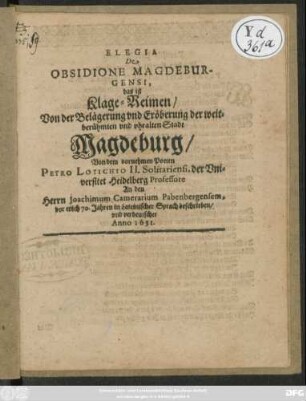 Yd
361a
ELEGIA
De
OBSIDIONE MAGDEBUR-
GENSI,
das ist
Klage-Reimen/
Von der Belägerung vnd Eröberung der welt-
berühmten vnd vhralten Stadt
Magdeburg/
Von dem vornehmen Poeten
PETRO LOTICHIO II. Solitariensi, der Vni-
versitet Heidelberg Professore
An den
Herrn Joachimum Camerarium Pabenbergensem,
vor etlich 70. Jahren in Lateinischer Sprach beschrieben/
vnd verdeutschet
Anno 1631.